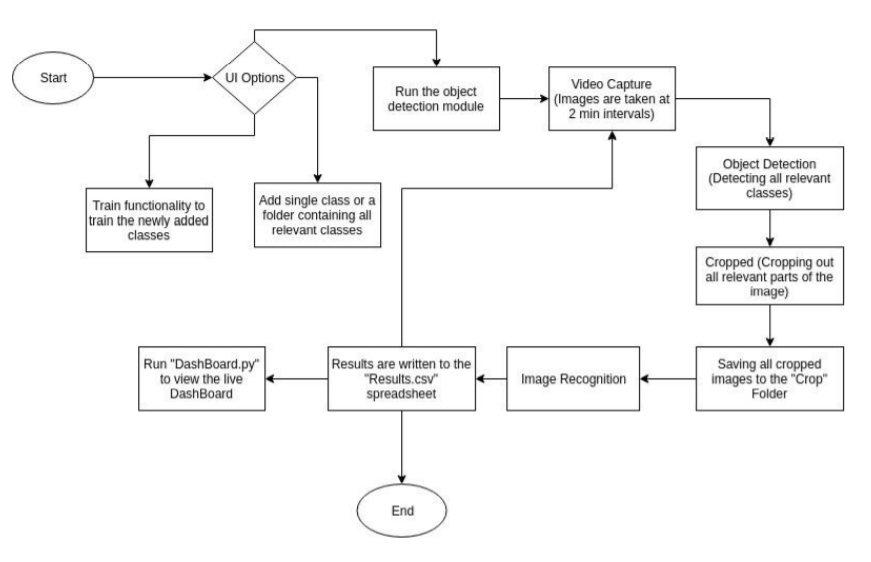 Start
UI Options
Run the object
detection module
Video Capture
(Images are taken at
2 min intervals)
Object Detection
(Detecting all relevant
classes)
Train functionality to
train the newly added
classes
Add single class or a
folder containing all
relevant classes
Cropped (Cropping out
all relevant parts of the
image)
Run "DashBoard.py"
to view the live
DashBoard
Results are written to the
"Results.csv"
spreadsheet
Image Recognition
Saving all cropped
images to the "Crop"
Folder
End